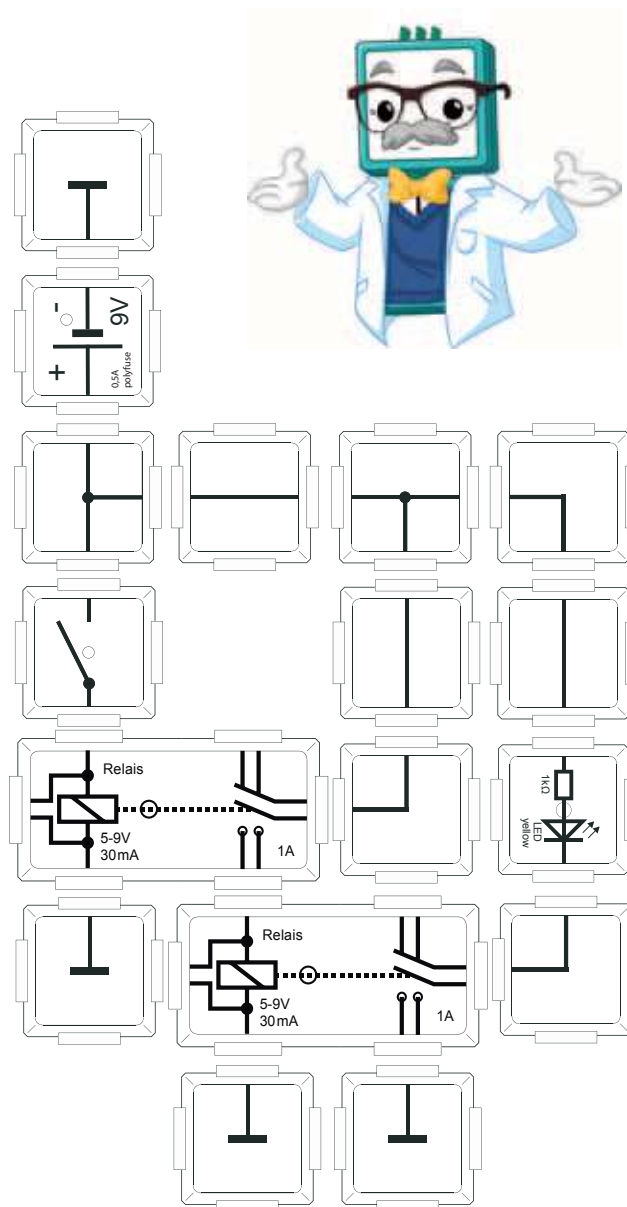 - 9V
+ 0,5A
polyfuse
Relais
5-9V
30mA
1A
1kΩ
LED
yellow
Relais
5-9V
30mA
1A